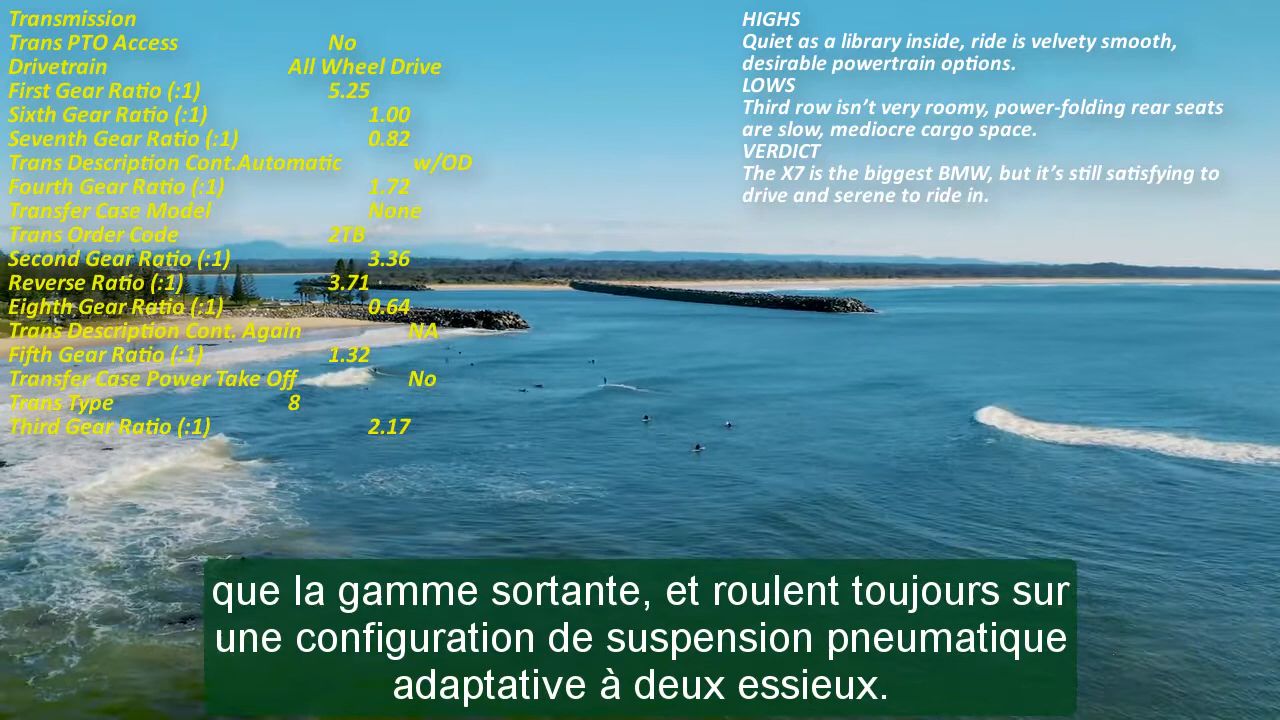 Transmission
Trans PTO Access No
Drivetrain All Wheel Drive
First Gear Ratio (:1) 5.25
Sixth Gear Ratio (:1) 1.00
Seventh Gear Ratio (:1) 0.82
Trans Description Cont.Automatic w/OD
Fourth Gear Ratio (:1) 1.72
Transfer Case Model None
Trans Order Code 2TB
Second Gear Ratio (:1) 3.36
Reverse Ratio (:1) 3.71
Eighth Gear Ratio (:1) 0.64
Trans Description Cont. Again NA
Fifth Gear Ratio (:1) 1.32
Transfer Case Power Take Off No
Trans Type 8
Third Gear Ratio (:1) 2.17
HIGHS
Quiet as a library inside, ride is velvety smooth,
desirable powertrain options.
LOWS
Third row isn’t very roomy, power-folding rear seats
are slow, mediocre cargo space.
VERDICT
The X7 is the biggest BMW, but it’s still satisfying to
drive and serene to ride in.
que la gamme sortante, et roulent toujours sur
une configuration de suspension pneumatique
adaptative à deux essieux.